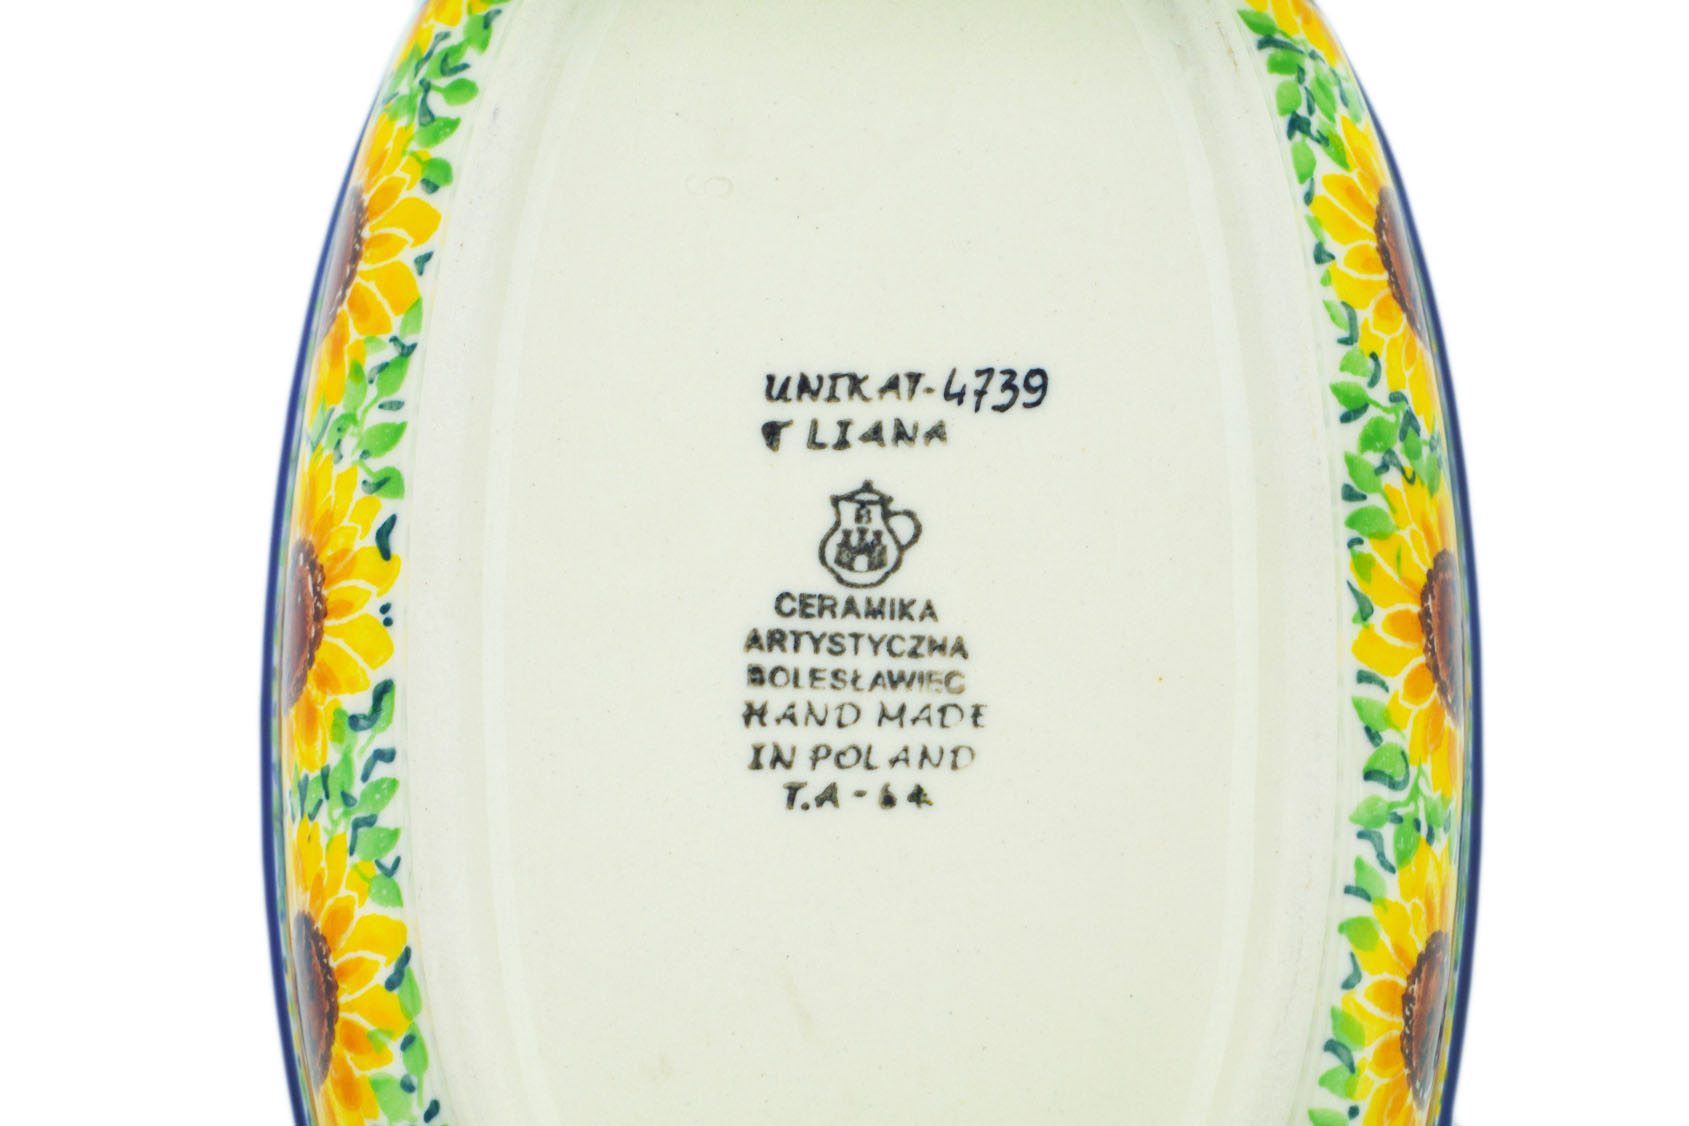 UNIKAT-4739
T LIANA
CERAMIKA
ARTYSTYCZNA
BOLESŁAWIEC
HAND MADE
IN POLAND
T.A-64